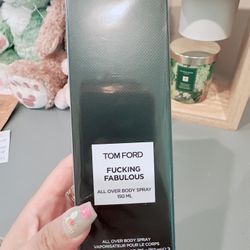 TOM FORD
FUCKING
FABULOUS
ALL OVER BODY SPRAY
150 ML
ALL OVER BODY SPRAY
VAPORISATEUR POUR LE CORPS